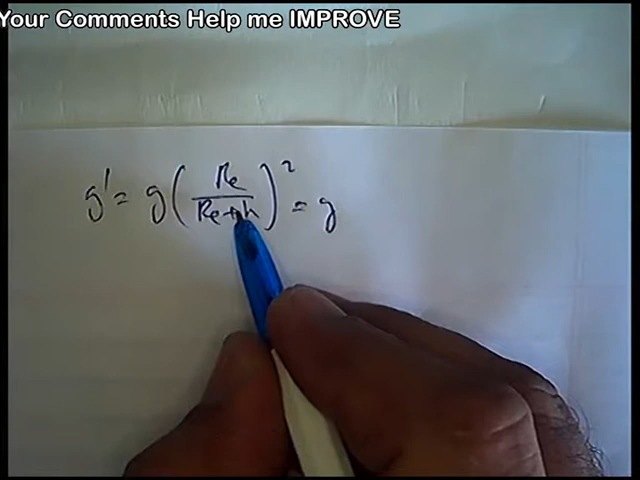 Your Comments Help me IMPROVE
g' = g(Re/Re+h)² = g